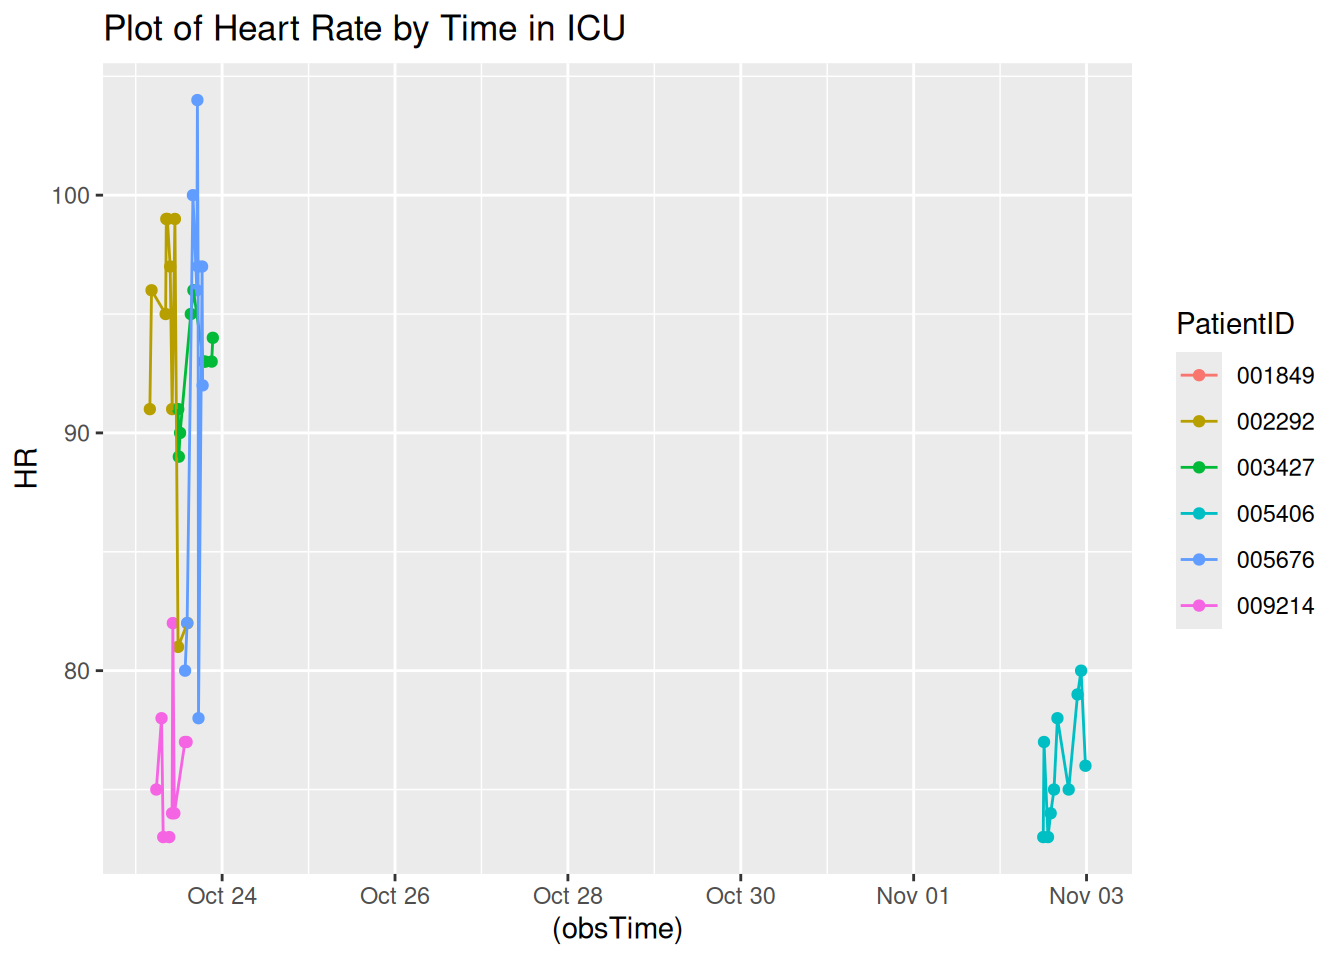 Plot of Heart Rate by Time in ICU
HR
100
90
80
Oct 24 Oct 26 Oct 28 Oct 30 Nov 01 Nov 03
(obsTime)
PatientID
001849
002292
003427
005406
005676
009214